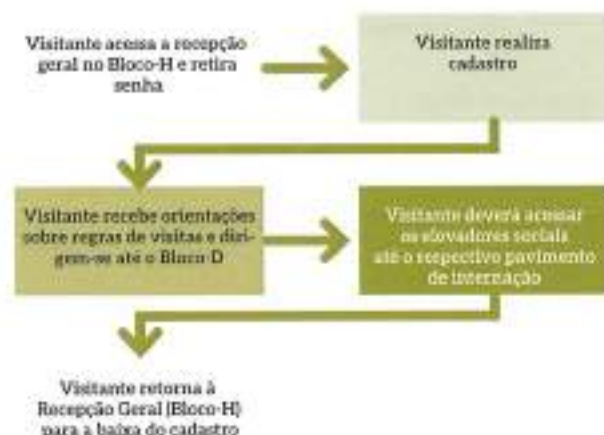 Visitante acessa a recepção
geral no Bloco-H e retira
senha
Visitante realiza
cadastro
Visitante recebe orientações
sobre regras de visitas e diri-
gem-se até o Bloco-D
Visitante deverá acessar
os elevadores sociais
até o respectivo pavimento
de internação
Visitante retorna à
Recepção Geral (Bloco-H)
para a baixa do cadastro